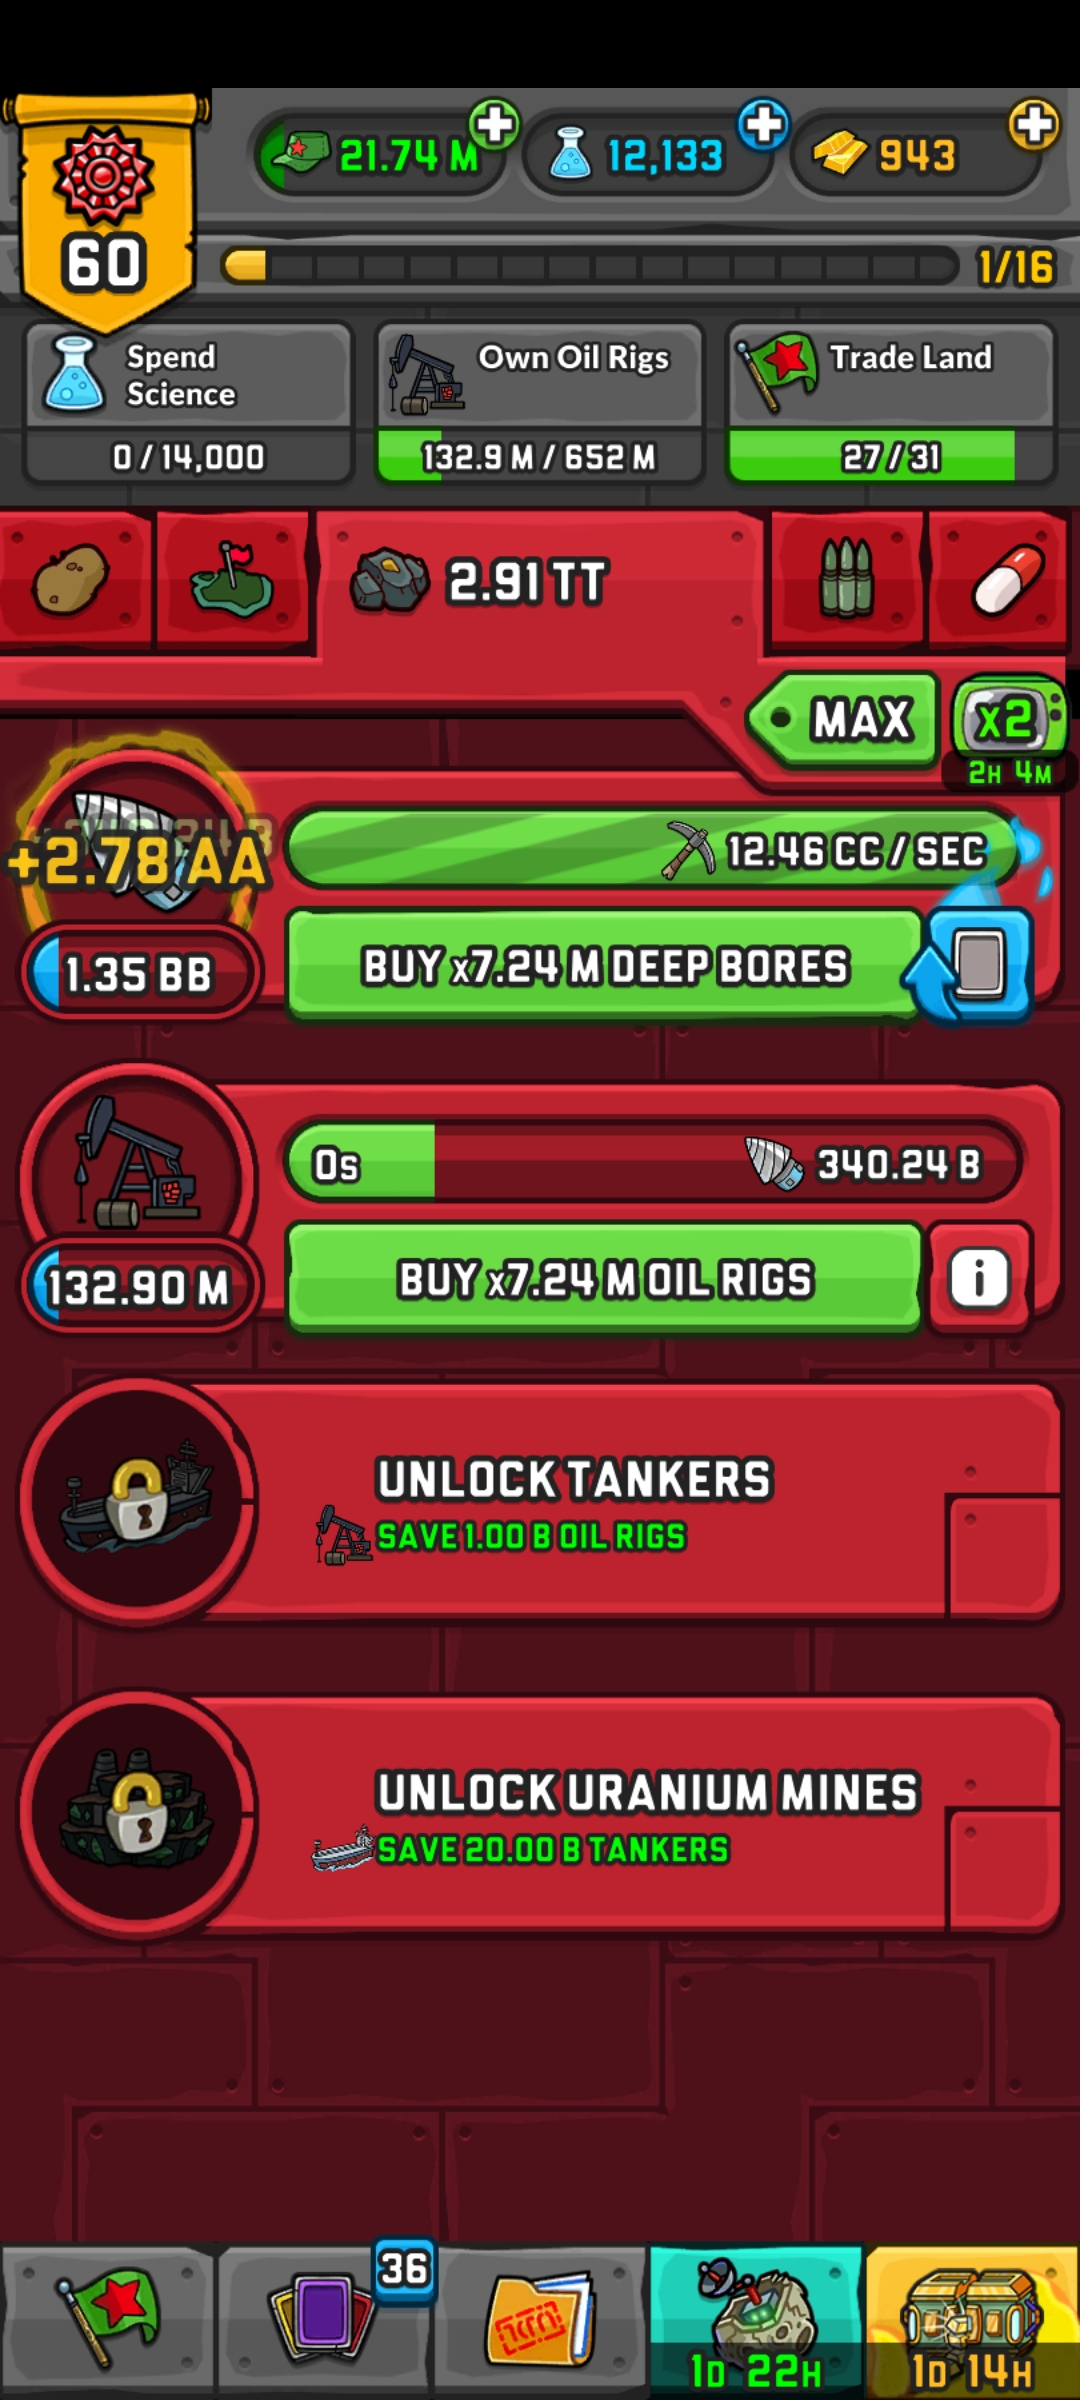 21.74 M
12,133
943
60
1/16
Spend
Science
0 / 14,000
Own Oil Rigs
132.9 M / 652 M
Trade Land
27 / 31
2.91 TT
MAX
x2
2H 4M
+2.78 AA
12.46 CC / SEC
1.35 BB
BUY x7.24 M DEEP BORES
0s
340.24 B
132.90 M
BUY x7.24 M OIL RIGS
i
UNLOCK TANKERS
SAVE 1.00 B OIL RIGS
UNLOCK URANIUM MINES
SAVE 20.00 B TANKERS
36
1D 22H
1D 14H